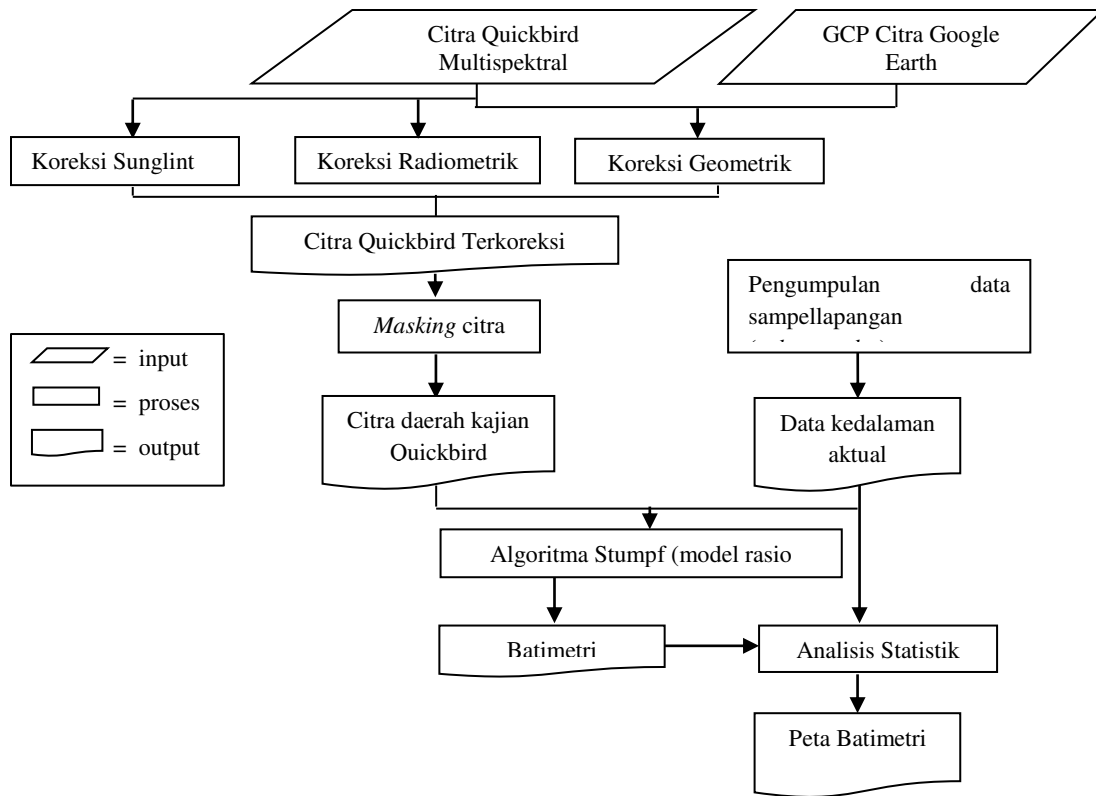 Citra Quickbird
Multispektral
GCP Citra Google
Earth
Koreksi Sunglint
Koreksi Radiometrik
Koreksi Geometrik
Citra Quickbird Terkoreksi
Masking citra
Pengumpulan data
sampellapangan
= input
= proses
= output
Citra daerah kajian
Quickbird
Data kedalaman
aktual
Algoritma Stumpf (model rasio
Batimetri
Analisis Statistik
Peta Batimetri